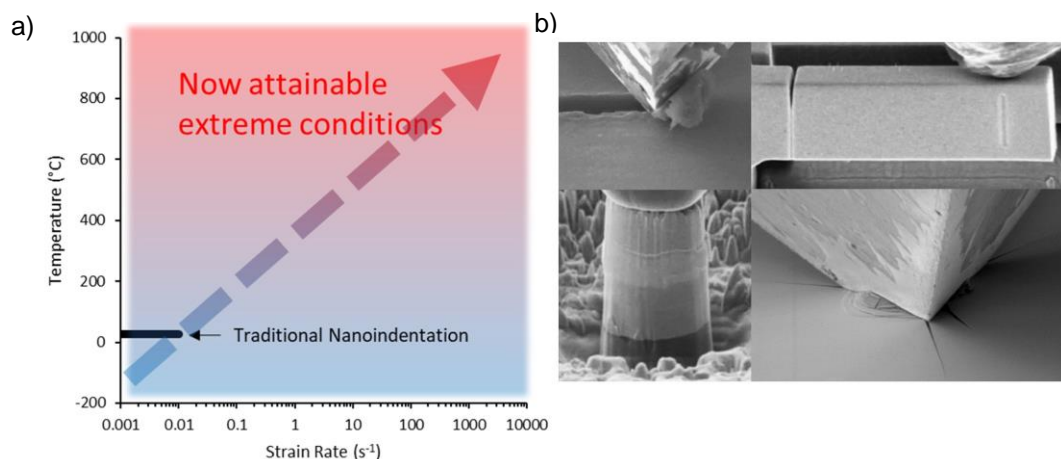 a)
b)
Now attainable
extreme conditions
Traditional Nanoindentation
Temperature (°C)
1000
800
600
400
200
0
-200
0.001 0.01 0.1 1 10 100 1000 10000
Strain Rate (s⁻¹)